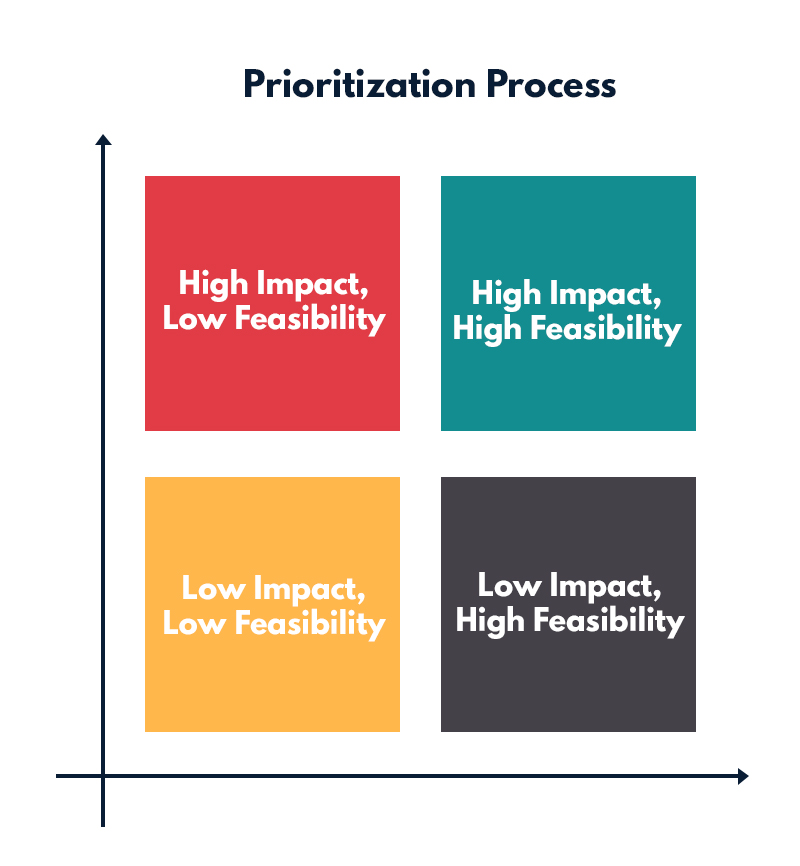 Prioritization Process
High Impact,
Low Feasibility
High Impact,
High Feasibility
Low Impact,
Low Feasibility
Low Impact,
High Feasibility